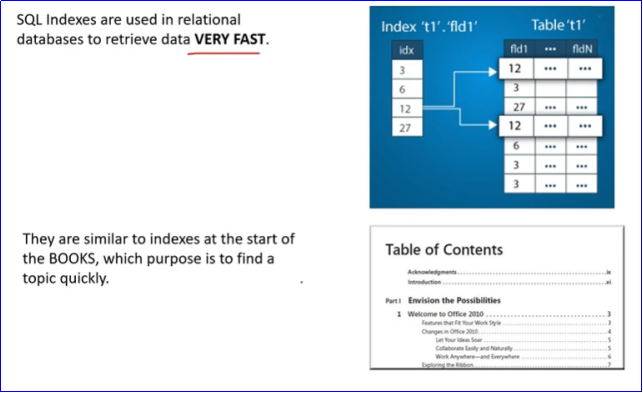 SQL Indexes are used in relational
databases to retrieve data VERY FAST.
Index 't1'.'fld1'
Table 't1'
idx
3
6
12
27
fld1 ••• fldN
12 ••• •••
3
27 ••• •••
12 ••• •••
6 ••• •••
3 ••• •••
3 ••• •••
They are similar to indexes at the start of
the BOOKS, which purpose is to find a
topic quickly.
Table of Contents
Acknowledgments ix
Introduction xi
Part I Envision the Possibilities
1 Welcome to Office 2010 3
Features that Fit Your Work Style 3
Changes in Office 2010 4
Let Your Ideas Soar 5
Collaborate Easily and Naturally 5
Work Anywhere—and Everywhere 6
Exploring the Ribbon 7